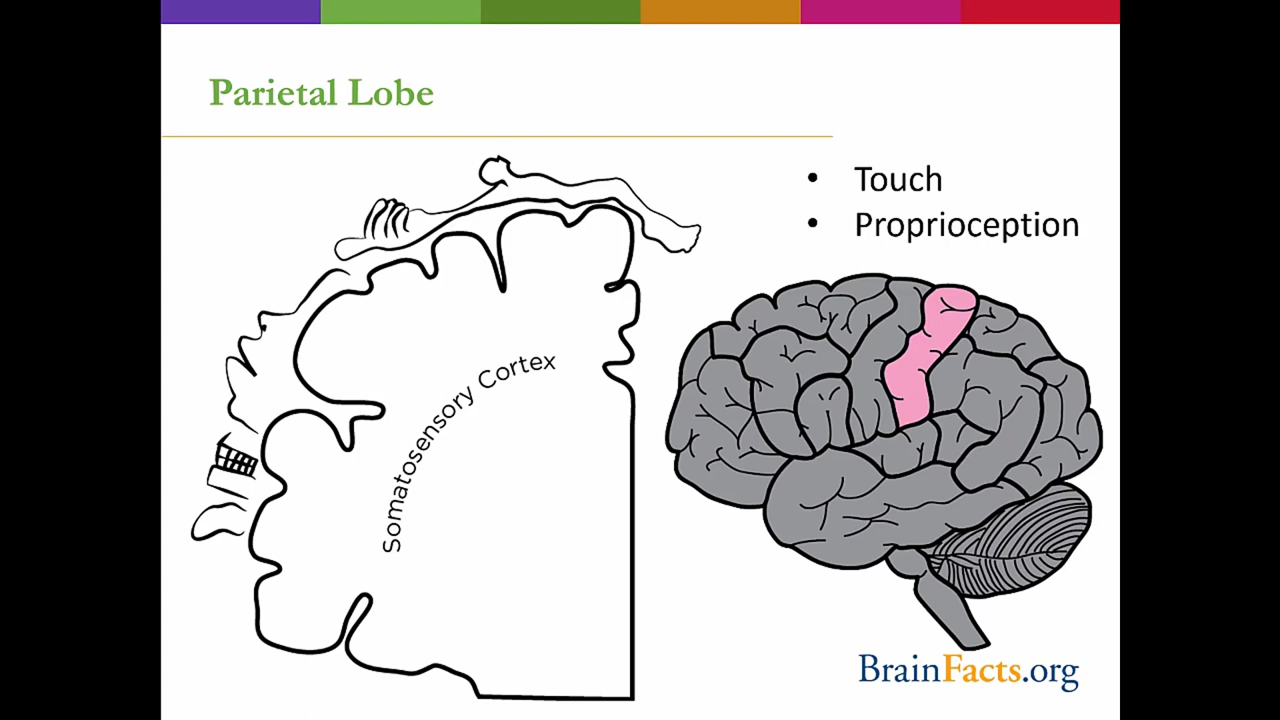 Parietal Lobe
• Touch
• Proprioception
Somatosensory Cortex
BrainFacts.org